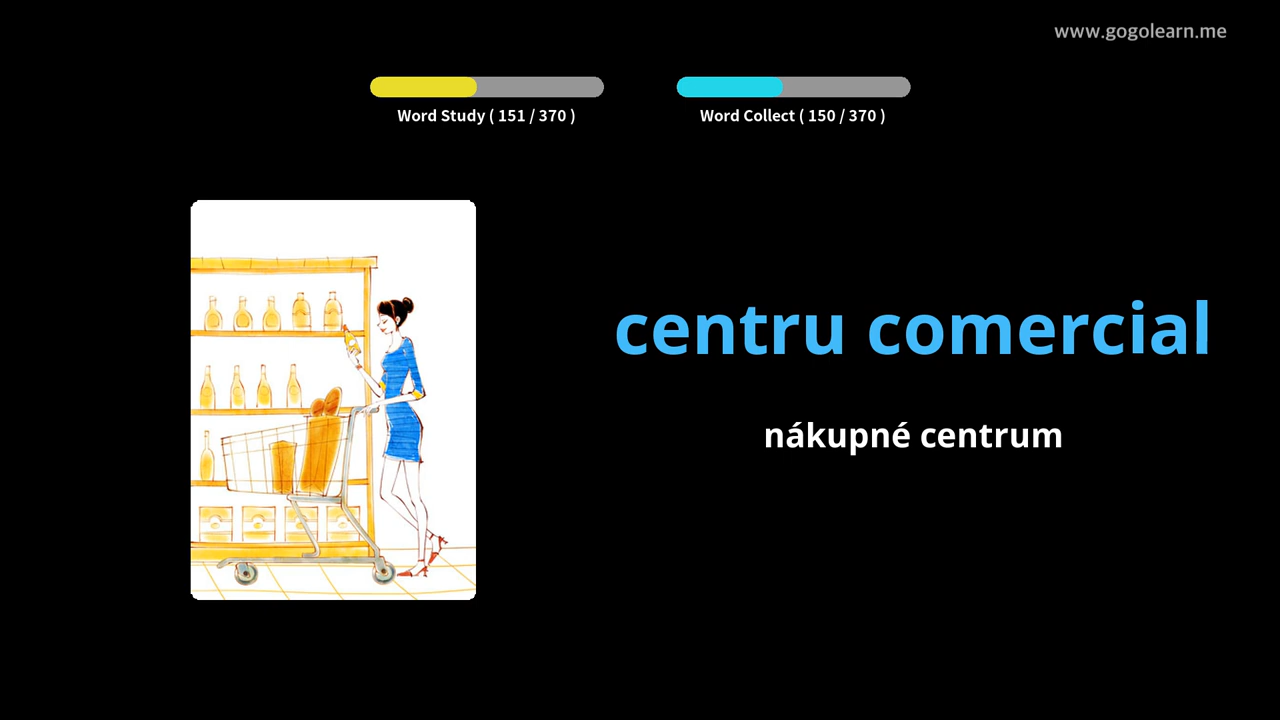 www.gogolearn.me
Word Study ( 151 / 370 )
Word Collect ( 150 / 370 )
centru comercial
nákupné centrum